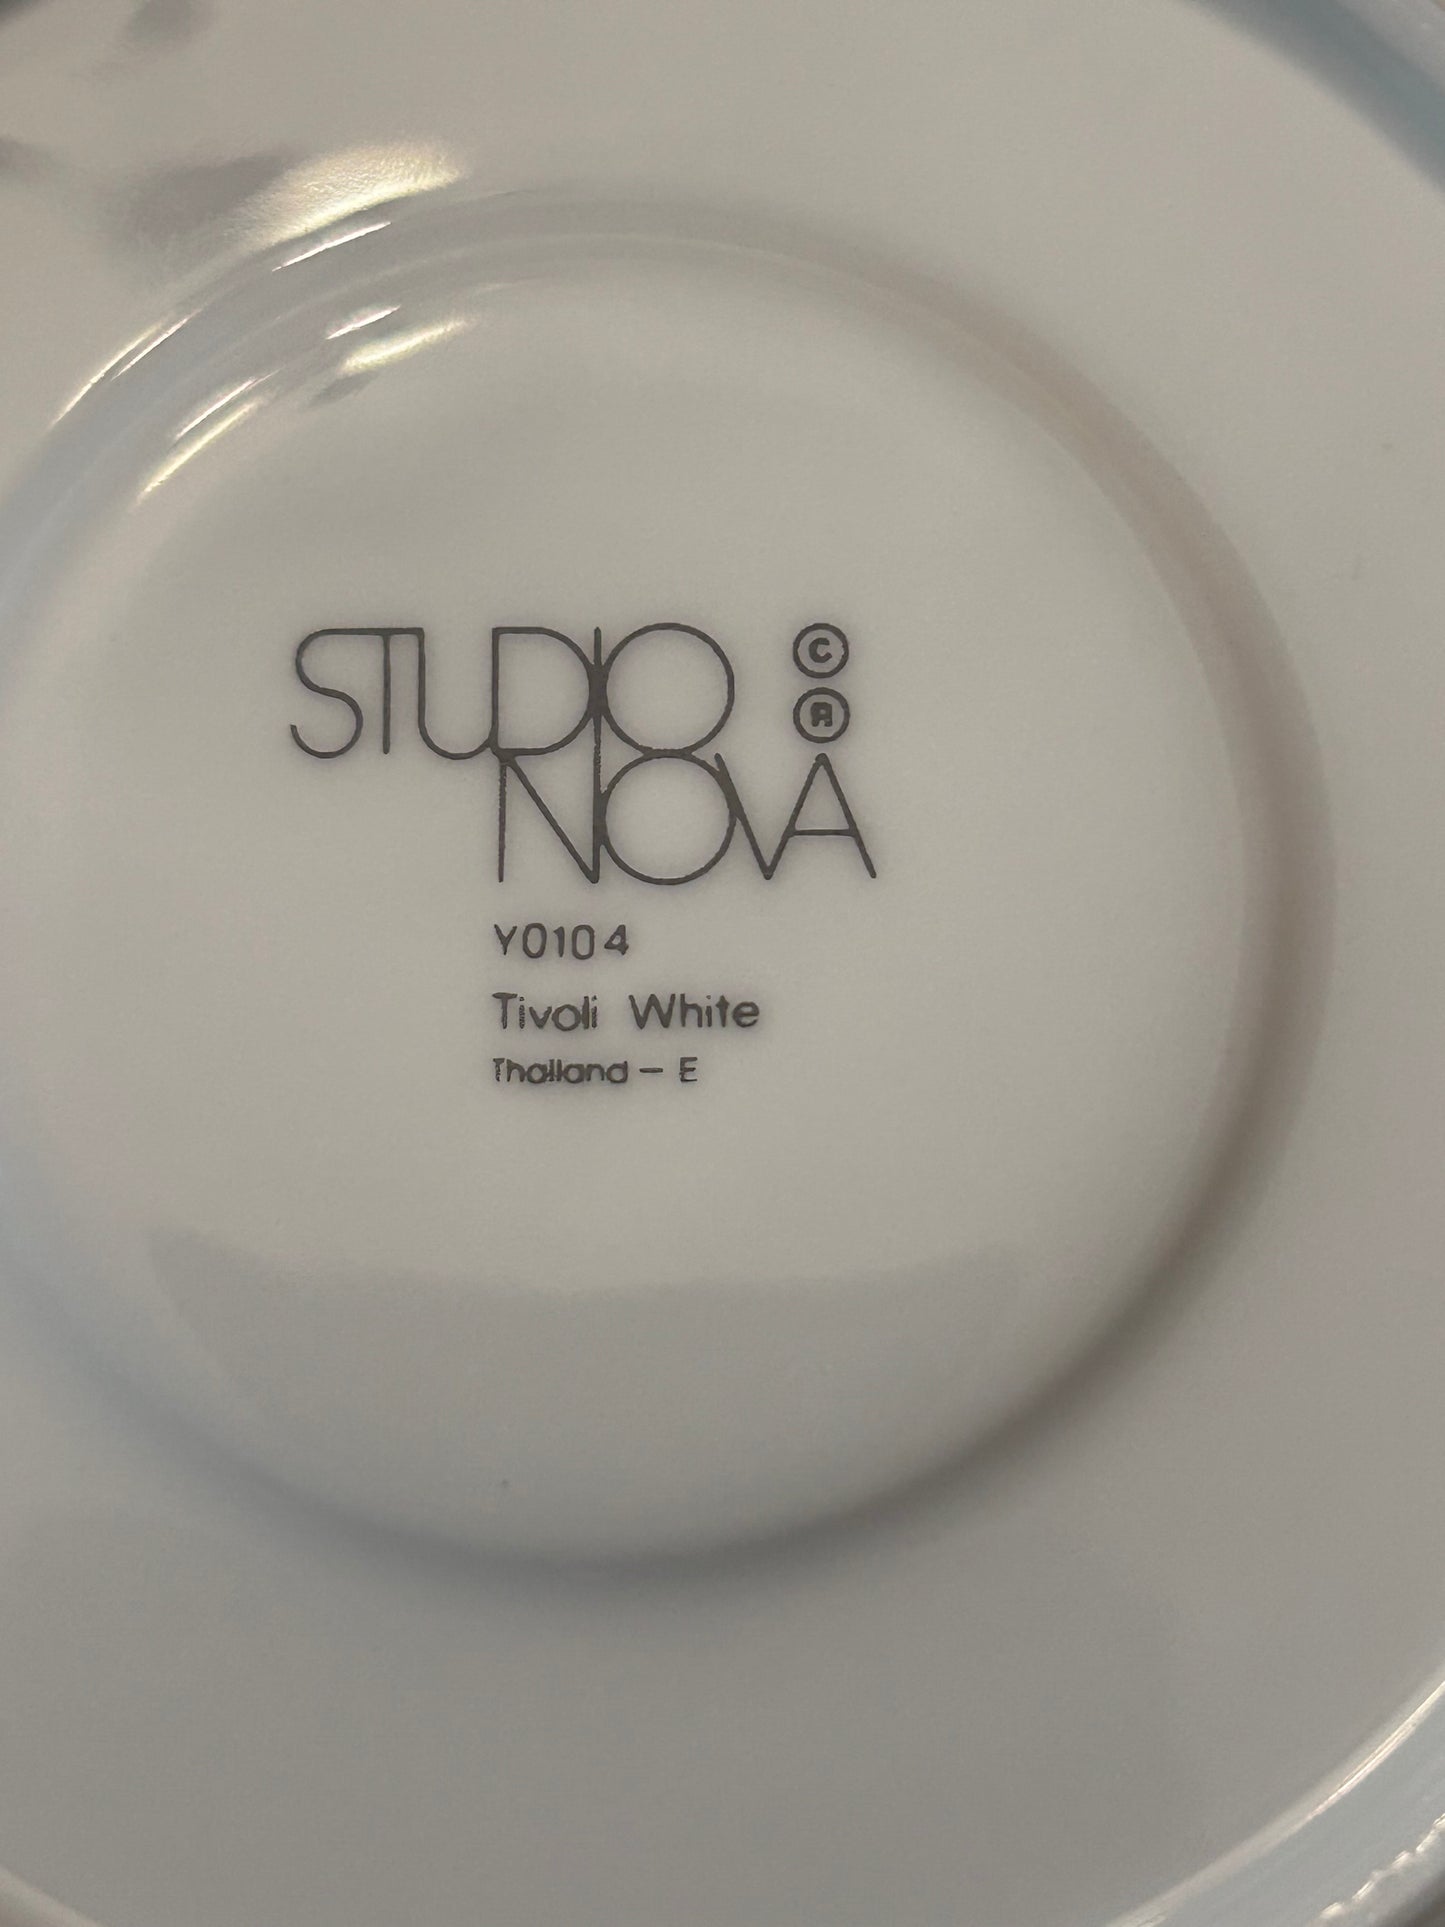 STUDIO ©
®
NOVA
Y0104
Tivoli White
Thailand – E